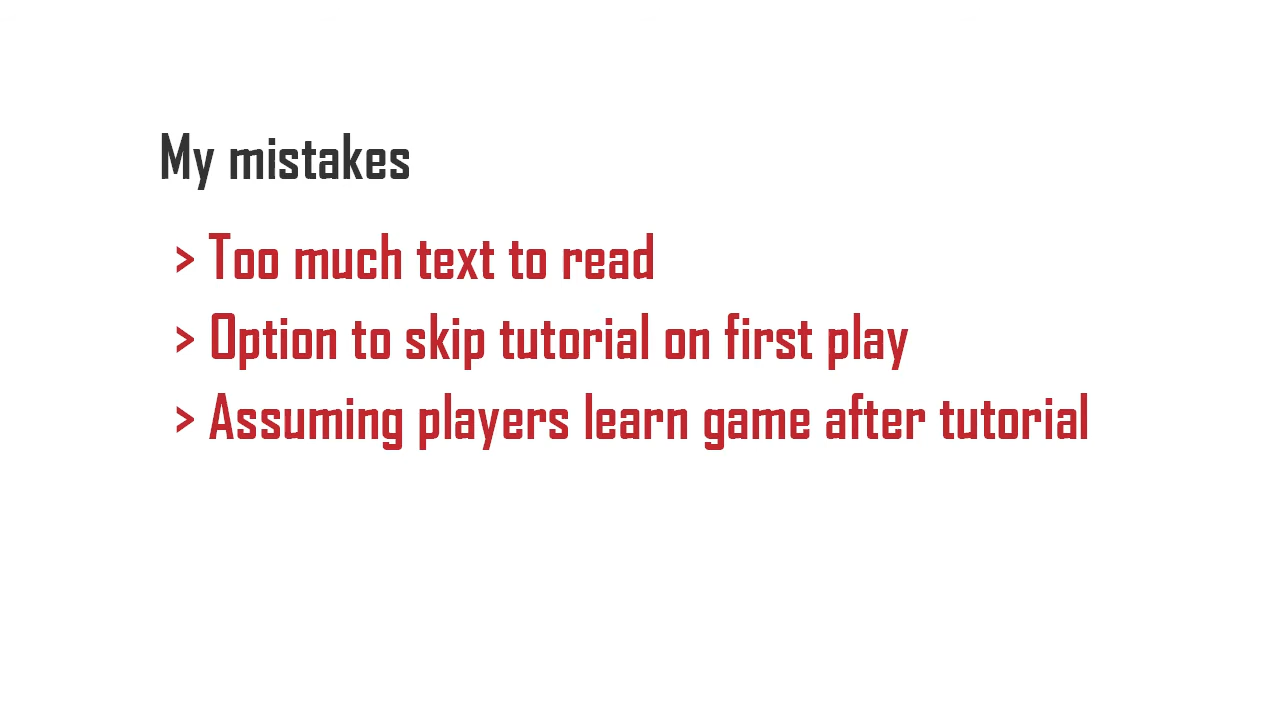 My mistakes
> Too much text to read
> Option to skip tutorial on first play
> Assuming players learn game after tutorial